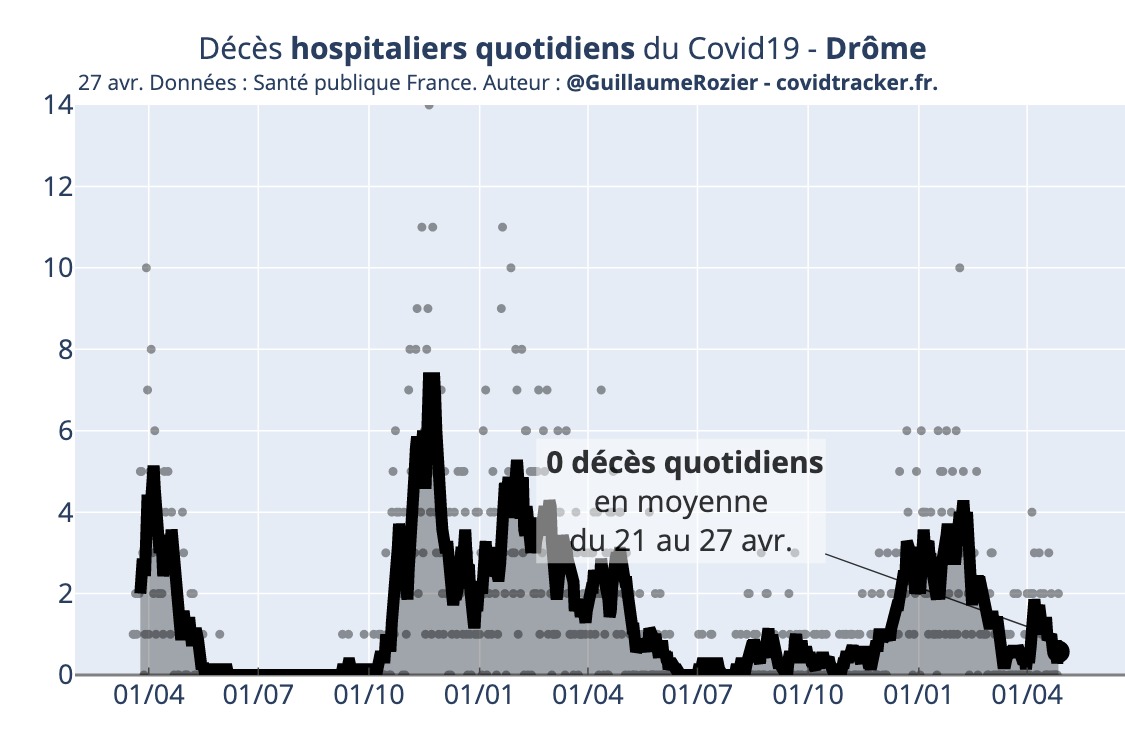 Décès hospitaliers quotidiens du Covid19 - Drôme
27 avr. Données : Santé publique France. Auteur : @GuillaumeRozier - covidtracker.fr.
14
12
10
8
6
4
2
0
0 décès quotidiens
en moyenne
du 21 au 27 avr.
01/04 01/07 01/10 01/01 01/04 01/07 01/10 01/01 01/04